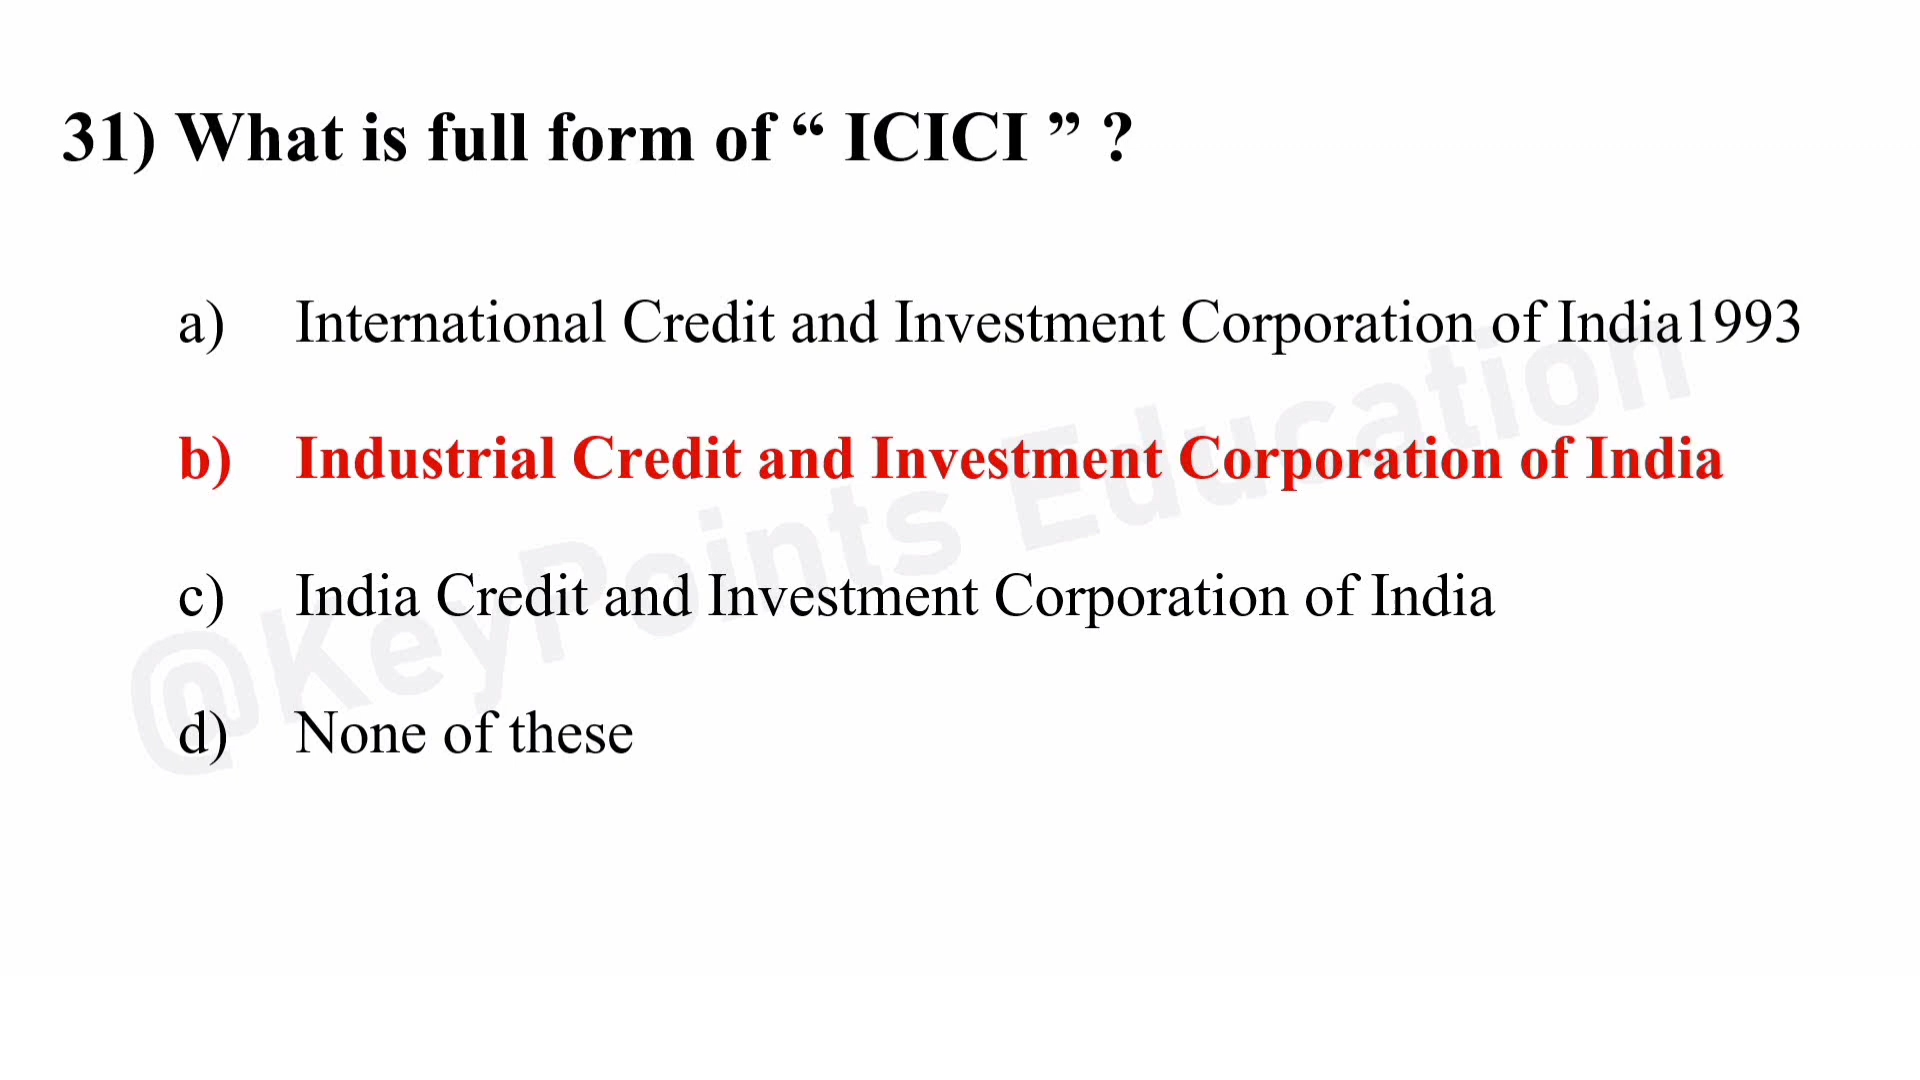 31) What is full form of “ ICICI ” ?
a) International Credit and Investment Corporation of India1993
b) Industrial Credit and Investment Corporation of India
c) India Credit and Investment Corporation of India
d) None of these
@KeyPoints Education